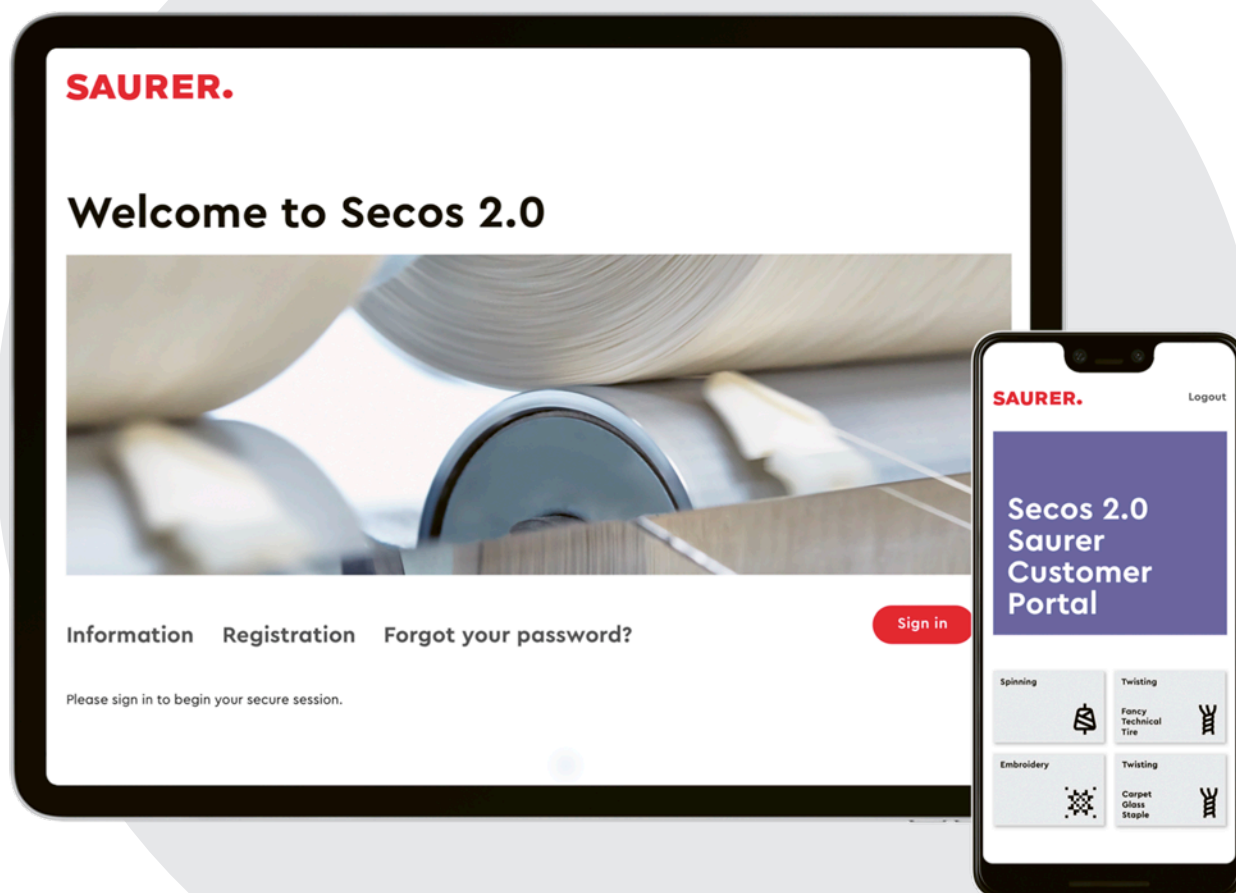 SAURER.
Welcome to Secos 2.0
Information Registration Forgot your password?
Sign in
Please sign in to begin your secure session.
SAURER.
Logout
Secos 2.0
Saurer
Customer
Portal
Spinning
Twisting
Fancy
Technical
Tire
Embroidery
Twisting
Carpet
Glass
Staple